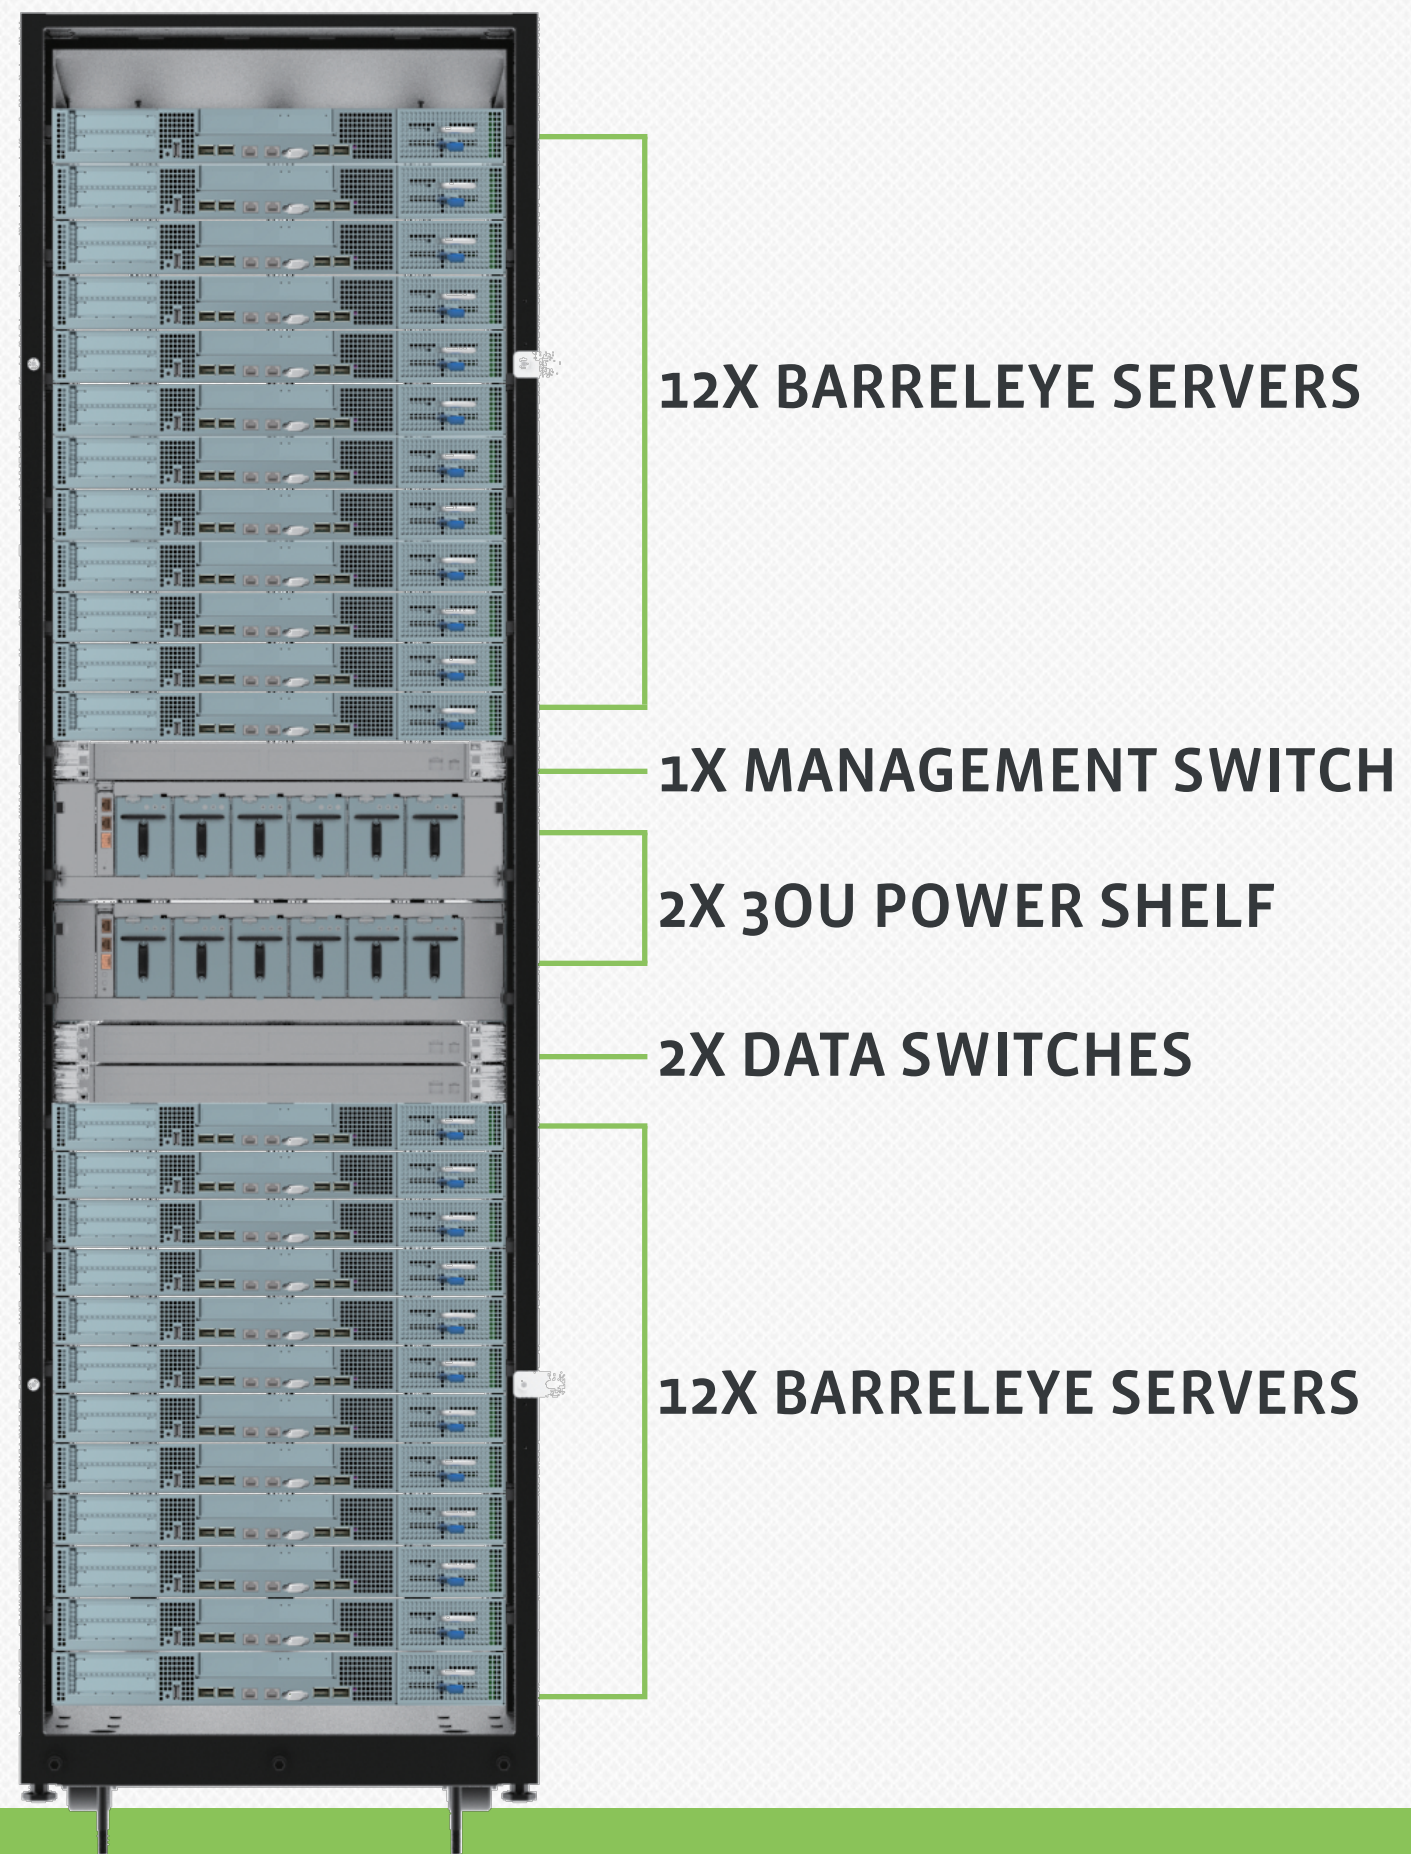 12X BARRELEYE SERVERS
1X MANAGEMENT SWITCH
2X 3OU POWER SHELF
2X DATA SWITCHES
12X BARRELEYE SERVERS